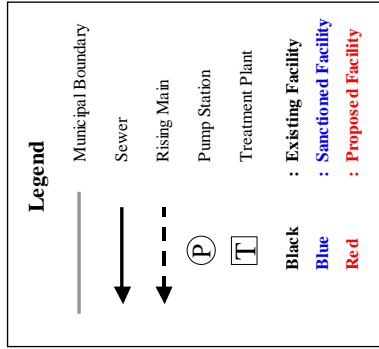 Legend
Municipal Boundary
Sewer
Rising Main
P Pump Station
T Treatment Plant
Black : Existing Facility
Blue : Sanctioned Facility
Red : Proposed Facility